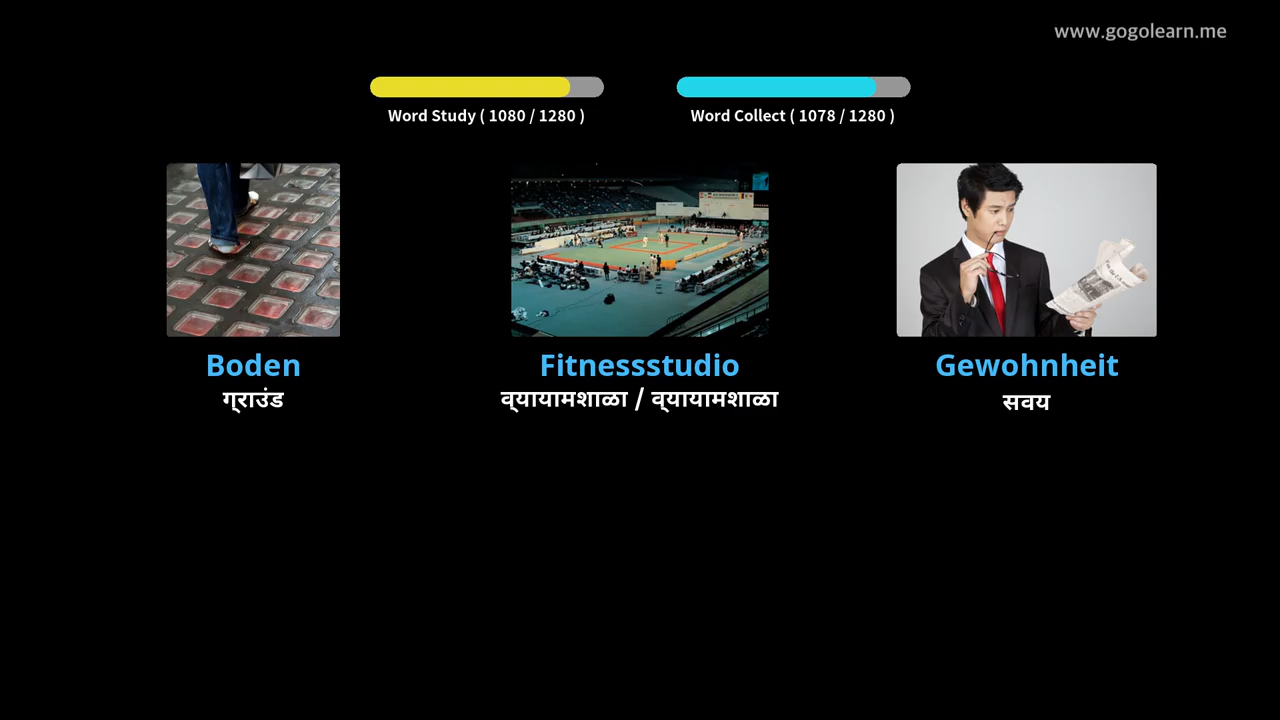 www.gogolearn.me
Word Study ( 1080 / 1280 )
Word Collect ( 1078 / 1280 )
Boden
Fitnessstudio
Gewohnheit
ग्राउंड
व्यायामशाळा / व्यायामशाळा
सवय